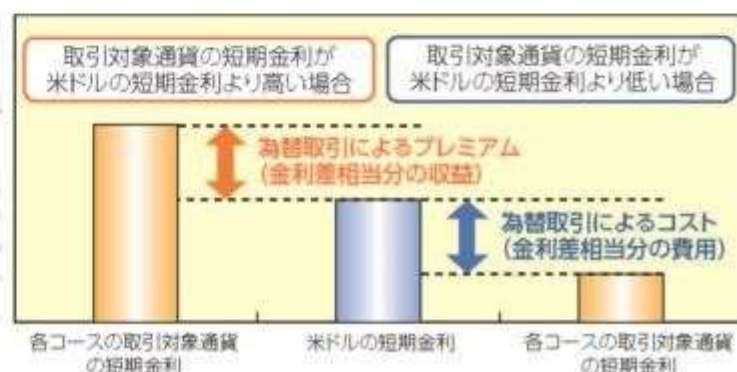 取引対象通貨の短期金利が
米ドルの短期金利より高い場合
取引対象通貨の短期金利が
米ドルの短期金利より低い場合
為替取引によるプレミアム
(金利差相当分の収益)
為替取引によるコスト
(金利差相当分の費用)
各コースの取引対象通貨
の短期金利
米ドルの短期金利
各コースの取引対象通貨
の短期金利